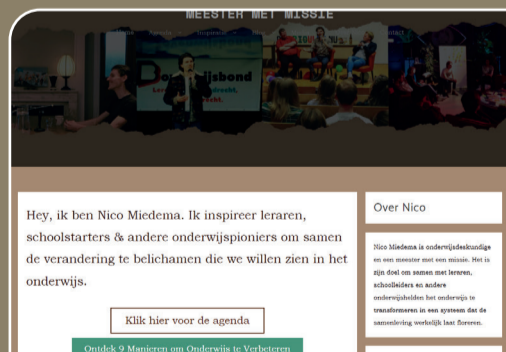 MEESTER MET MISSIE
Over Nico
Hey, ik ben Nico Miedema. Ik inspireer leraren,
schoolstarters & andere onderwijspioniers om samen
de verandering te belichamen die we willen zien in het
onderwijs.
Klik hier voor de agenda
Ontdek 9 Manieren om Onderwijs te Verbeteren
Nico Miedema is onderwijsdeskundige
en een meester met een missie. Het is
zijn doel om samen met leraren,
schoolleiders en andere
onderwijshelden het onderwijs te
transformeren in een systeem dat de
samenleving werkelijk laat floreren.